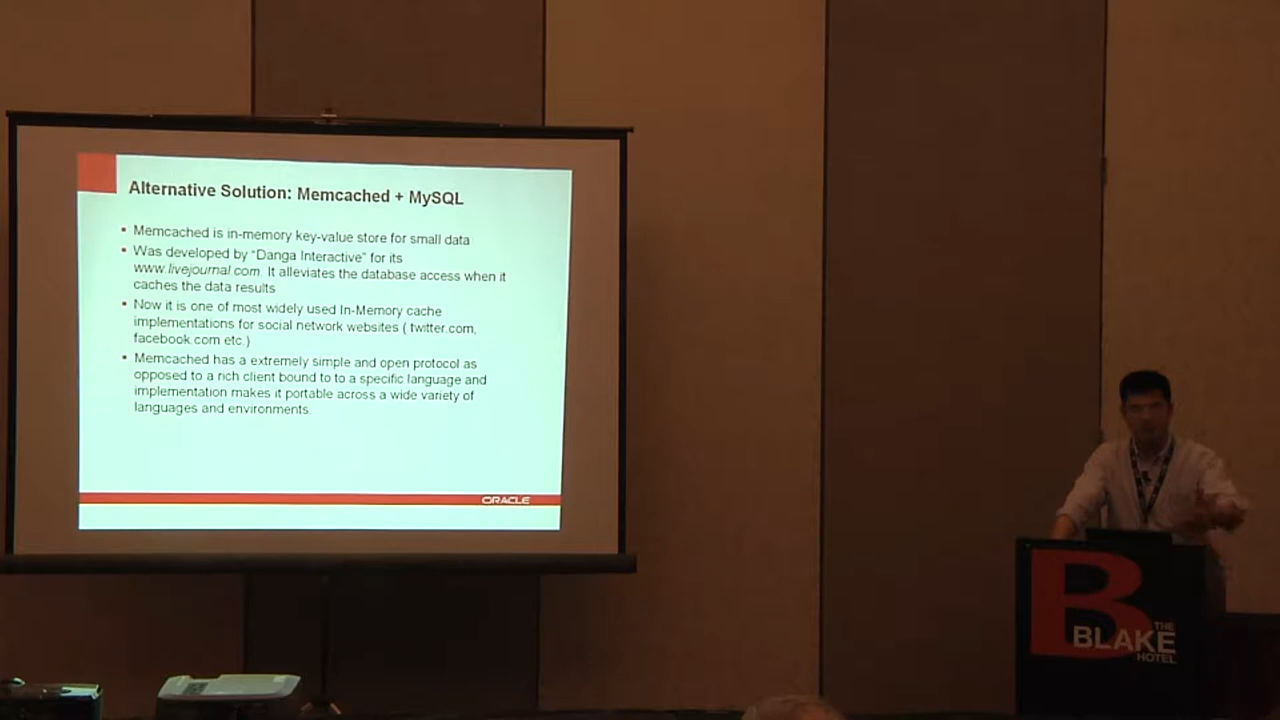 Alternative Solution: Memcached + MySQL
• Memcached is in-memory key-value store for small data
• Was developed by "Danga Interactive" for its
www.livejournal.com. It alleviates the database access when it
caches the data results
• Now it is one of most widely used In-Memory cache
implementations for social network websites ( twitter.com,
facebook.com etc.)
• Memcached has a extremely simple and open protocol as
opposed to a rich client bound to to a specific language and
implementation makes it portable across a wide variety of
languages and environments.
ORACLE
B
THE
BLAKE
HOTEL